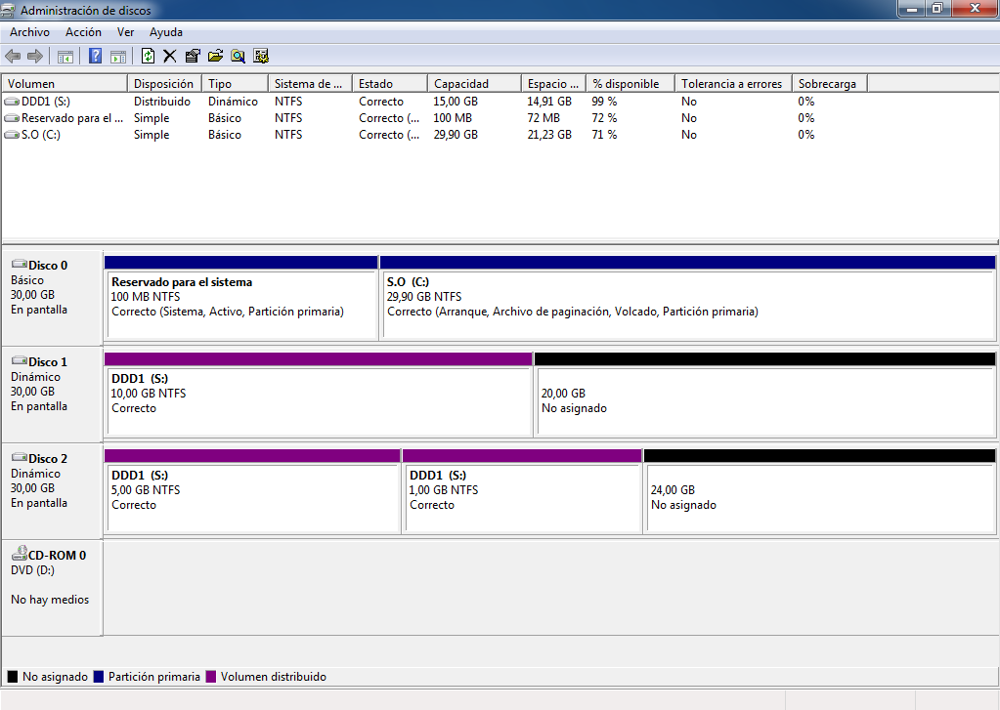 Administración de discos
Archivo Acción Ver Ayuda
Volumen Disposición Tipo Sistema de ... Estado Capacidad Espacio ... % disponible Tolerancia a errores Sobrecarga
DDD1 (S:) Distribuido Dinámico NTFS Correcto 15,00 GB 14,91 GB 99 % No 0%
Reservado para el ... Simple Básico NTFS Correcto (... 100 MB 72 MB 72 % No 0%
S.O (C:) Simple Básico NTFS Correcto (... 29,90 GB 21,23 GB 71 % No 0%
Disco 0
Básico
30,00 GB
En pantalla
Reservado para el sistema
100 MB NTFS
Correcto (Sistema, Activo, Partición primaria)
S.O (C:)
29,90 GB NTFS
Correcto (Arranque, Archivo de paginación, Volcado, Partición primaria)
Disco 1
Dinámico
30,00 GB
En pantalla
DDD1 (S:)
10,00 GB NTFS
Correcto
20,00 GB
No asignado
Disco 2
Dinámico
30,00 GB
En pantalla
DDD1 (S:)
5,00 GB NTFS
Correcto
DDD1 (S:)
1,00 GB NTFS
Correcto
24,00 GB
No asignado
CD-ROM 0
DVD (D:)
No hay medios
No asignado Partición primaria Volumen distribuido